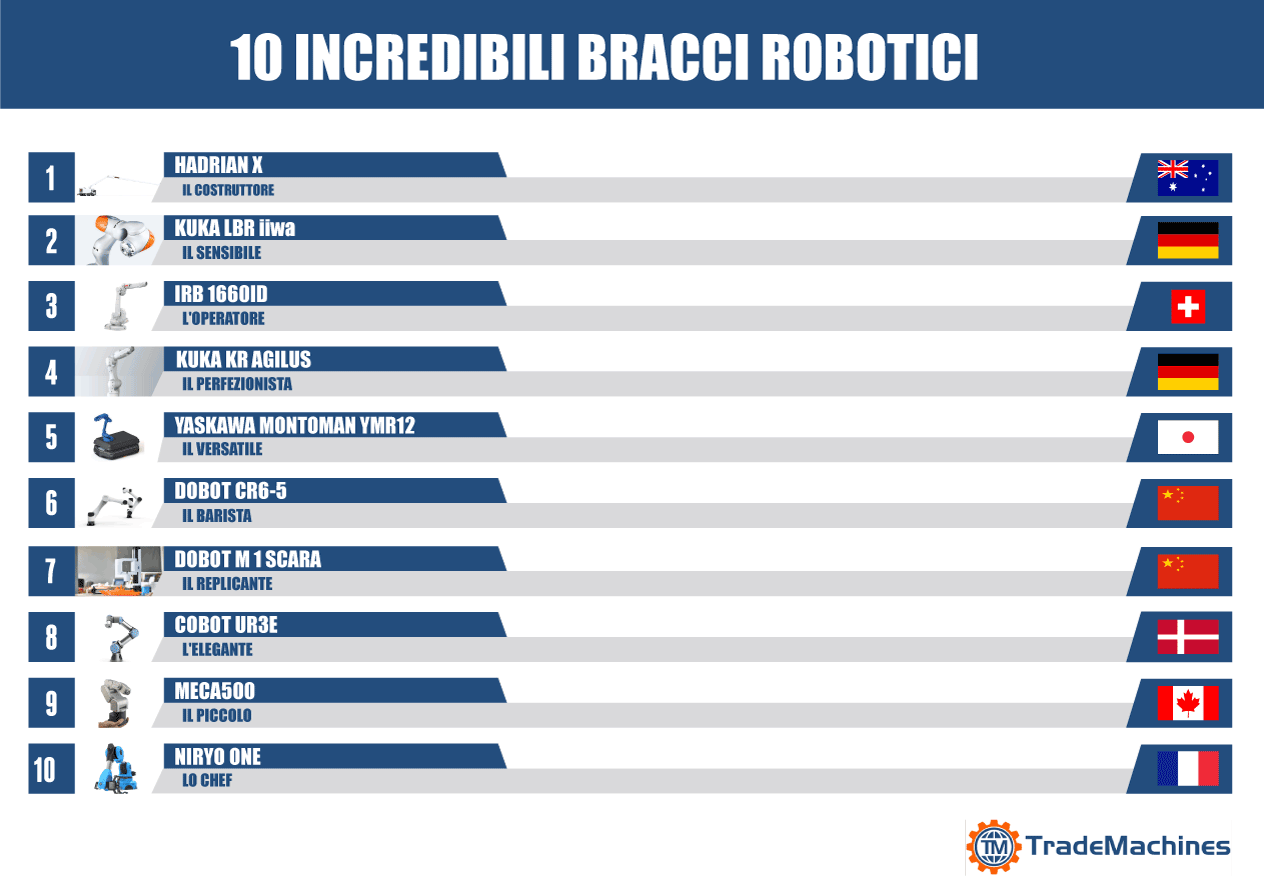 10 INCREDIBILI BRACCI ROBOTICI
1
HADRIAN X
IL COSTRUTTORE
2
KUKA LBR iiwa
IL SENSIBILE
3
IRB 1660ID
L'OPERATORE
4
KUKA KR AGILUS
IL PERFEZIONISTA
5
YASKAWA MONTOMAN YMR12
IL VERSATILE
6
DOBOT CR6-5
IL BARISTA
7
DOBOT M 1 SCARA
IL REPLICANTE
8
COBOT UR3E
L'ELEGANTE
9
MECA500
IL PICCOLO
10
NIRYO ONE
LO CHEF
TM TradeMachines